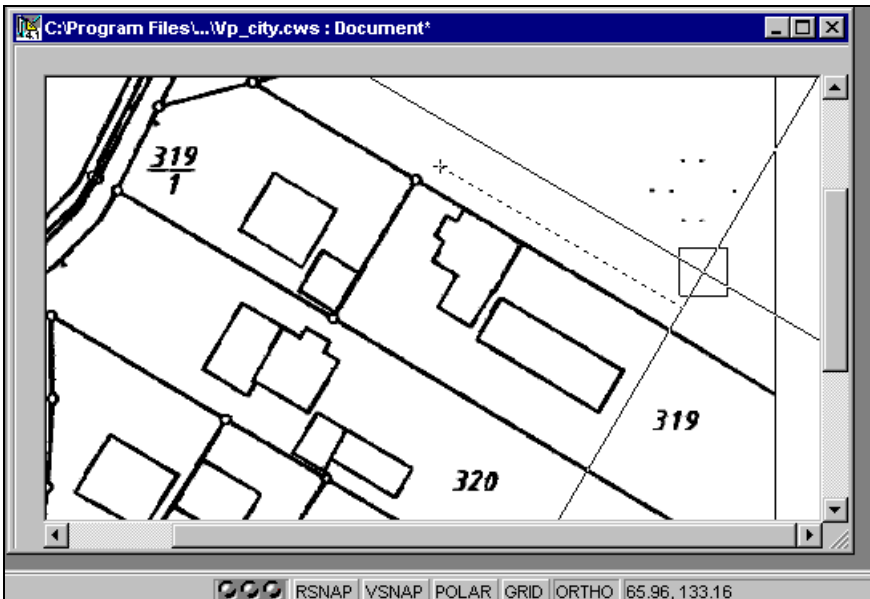 C:\Program Files\...\Vp_city.cws : Document*
319
1
319
320
RSNAP VSNAP POLAR GRID ORTHO 65.96, 133.16